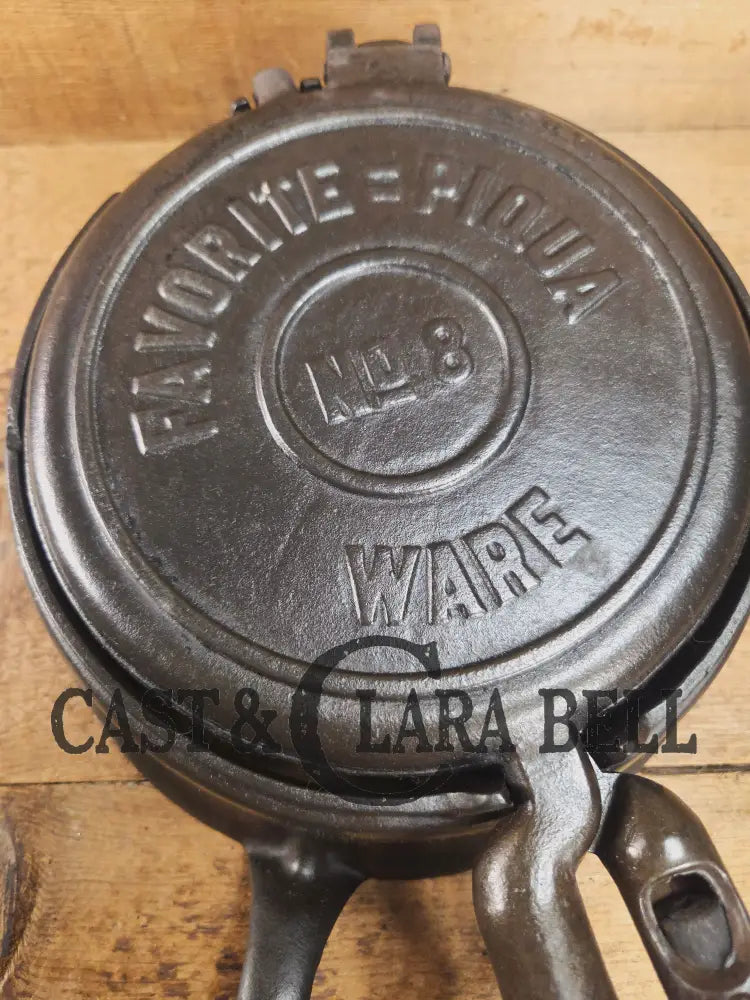 FAVORITE = PIQUA
No 8
WARE
CAST & CLARA BELL